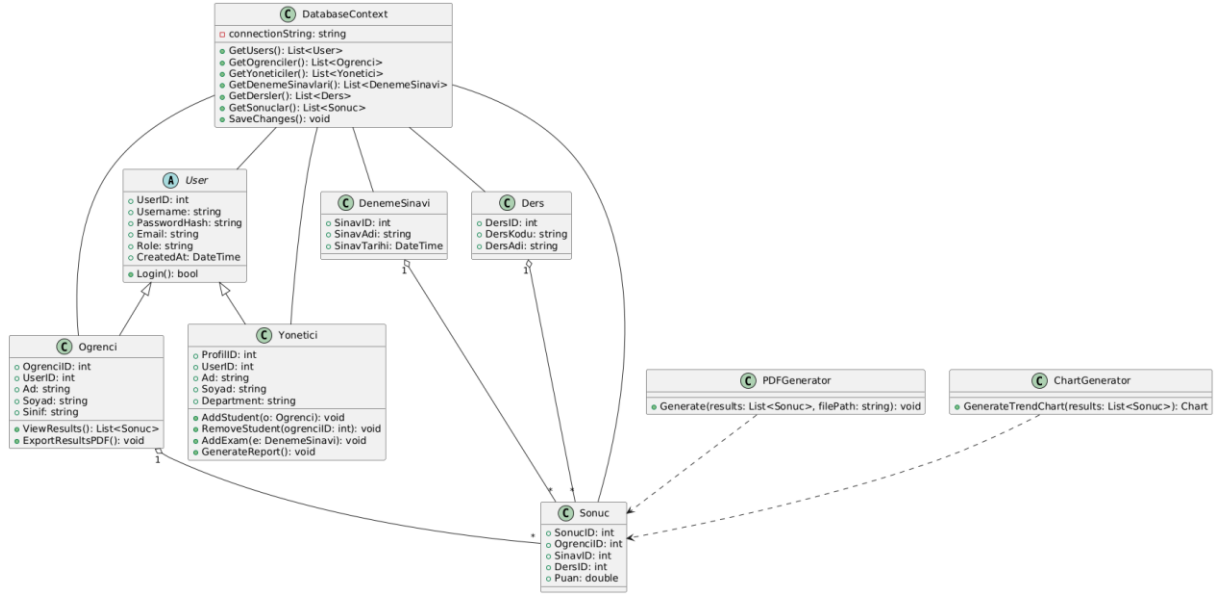 C DatabaseContext
connectionString: string
GetUsers(): List<User>
GetOgrenciler(): List<Ogrenci>
GetYoneticiler(): List<Yonetici>
GetDenemeSinavlari(): List<DenemeSinavi>
GetDersler(): List<Ders>
GetSonuclar(): List<Sonuc>
SaveChanges(): void
A User
UserID: int
Username: string
PasswordHash: string
Email: string
Role: string
CreatedAt: DateTime
Login(): bool
C DenemeSinavi
SinavID: int
SinavAdi: string
SinavTarihi: DateTime
1
C Ders
DersID: int
DersKodu: string
DersAdi: string
1
C Ogrenci
OgrenciID: int
UserID: int
Ad: string
Soyad: string
Sinif: string
ViewResults(): List<Sonuc>
ExportResultsPDF(): void
1
C Yonetici
ProfilID: int
UserID: int
Ad: string
Soyad: string
Department: string
AddStudent(o: Ogrenci): void
RemoveStudent(ogrenciID: int): void
AddExam(e: DenemeSinavi): void
GenerateReport(): void
C PDFGenerator
Generate(results: List<Sonuc>, filePath: string): void
C ChartGenerator
GenerateTrendChart(results: List<Sonuc>): Chart
* *
*
C Sonuc
SonucID: int
OgrenciID: int
SinavID: int
DersID: int
Puan: double